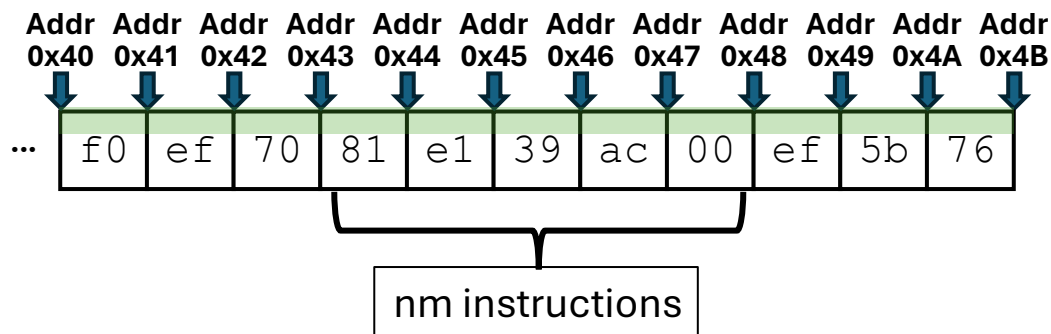 Addr Addr Addr Addr Addr Addr Addr Addr Addr Addr Addr Addr
0x40 0x41 0x42 0x43 0x44 0x45 0x46 0x47 0x48 0x49 0x4A 0x4B
... f0 ef 70 81 e1 39 ac 00 ef 5b 76
nm instructions